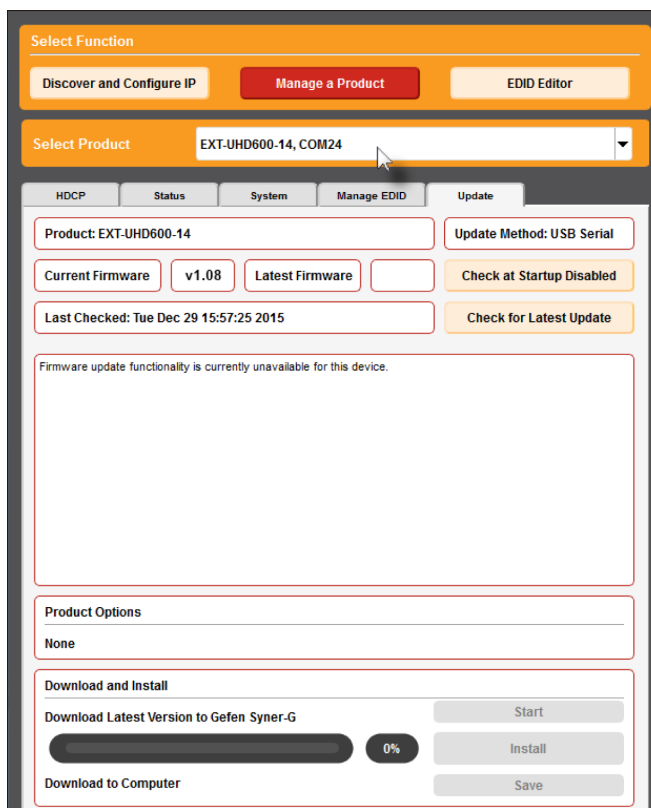 Select Function
Discover and Configure IP Manage a Product EDID Editor
Select Product EXT-UHD600-14, COM24
HDCP Status System Manage EDID Update
Product: EXT-UHD600-14 Update Method: USB Serial
Current Firmware v1.08 Latest Firmware Check at Startup Disabled
Last Checked: Tue Dec 29 15:57:25 2015 Check for Latest Update
Firmware update functionality is currently unavailable for this device.
Product Options
None
Download and Install
Download Latest Version to Gefen Syner-G Start
0% Install
Download to Computer Save